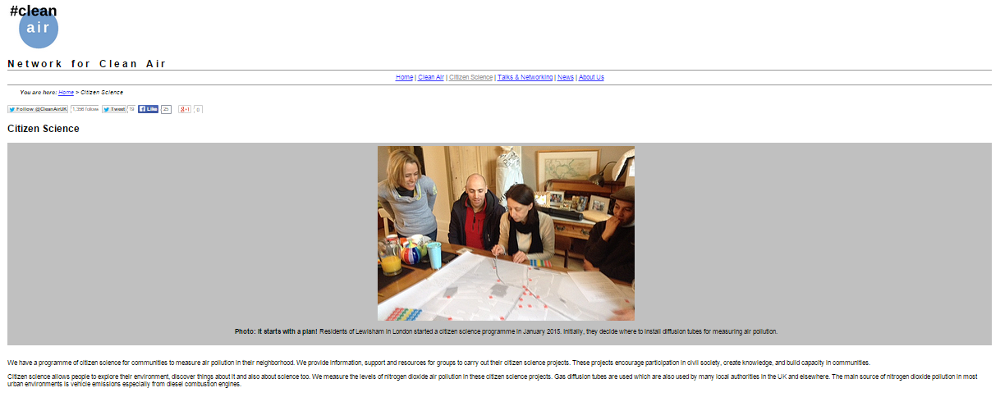 #clean
air
Network for Clean Air
Home | Clean Air | Citizen Science | Talks & Networking | News | About Us
You are here: Home > Citizen Science
Follow @CleanAirUK 1,356 follows Tweet 19 Like 25 g+1 0
Citizen Science
Photo: It starts with a plan! Residents of Lewisham in London started a citizen science programme in January 2015. Initially, they decide where to install diffusion tubes for measuring air pollution.
We have a programme of citizen science for communities to measure air pollution in their neighborhood. We provide information, support and resources for groups to carry out their citizen science projects. These projects encourage participation in civil society, create knowledge, and build capacity in communities.
Citizen science allows people to explore their environment, discover things about it and also about science too. We measure the levels of nitrogen dioxide air pollution in these citizen science projects. Gas diffusion tubes are used which are also used by many local authorities in the UK and elsewhere. The main source of nitrogen dioxide pollution in most
urban environments is vehicle emissions especially from diesel combustion engines.